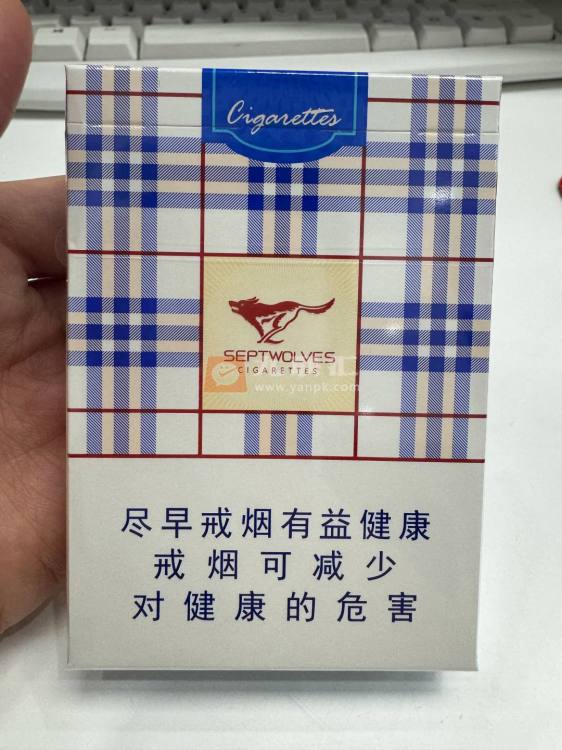 Cigarettes
SEPTWOLVES
CIGARETTES
www.yanpk.com
尽早戒烟有益健康
戒烟可减少
对健康的危害